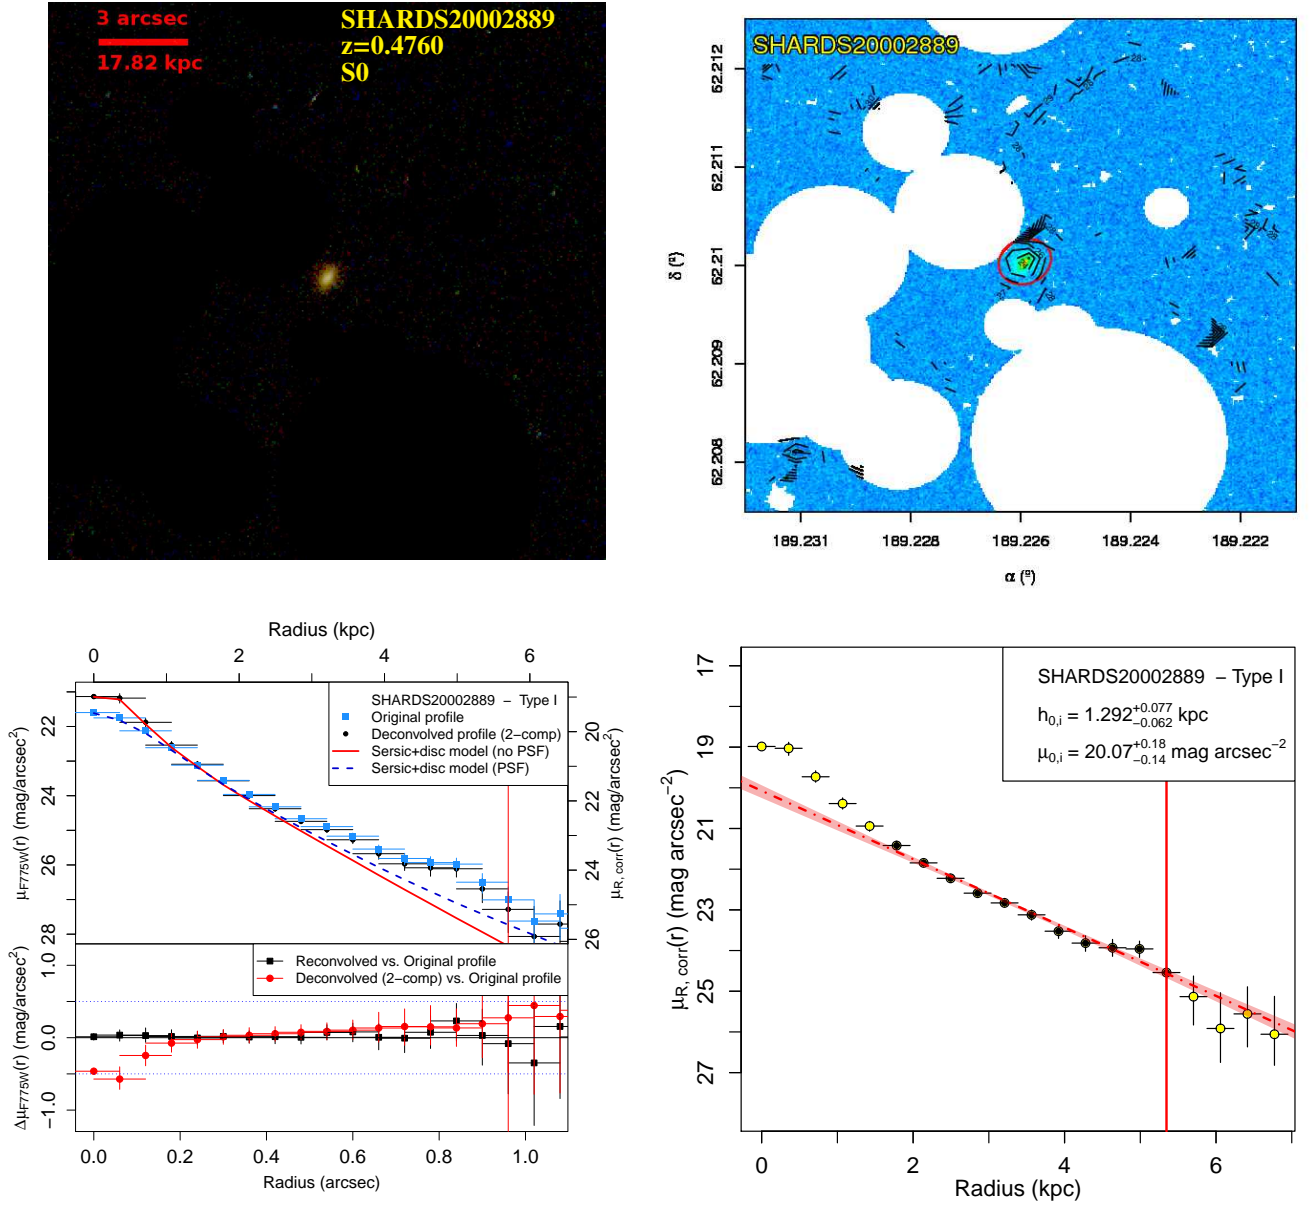 3 arcsec
17.82 kpc
SHARDS20002889
z=0.4760
S0
SHARDS20002889
62.212
62.211
62.21
62.209
62.208
δ (º)
189.231
189.228
189.226
189.224
189.222
α (º)
Radius (kpc)
0
2
4
6
SHARDS20002889 − Type I
Original profile
Deconvolved profile (2−comp)
Sersic+disc model (no PSF)
Sersic+disc model (PSF)
22
24
26
28
μF775W(r) (mag/arcsec²)
20
22
24
26
μR, corr(r) (mag/arcsec²)
Reconvolved vs. Original profile
Deconvolved (2−comp) vs. Original profile
1.0
0.0
−1.0
ΔμF775W(r) (mag/arcsec²)
0.0
0.2
0.4
0.6
0.8
1.0
Radius (arcsec)
SHARDS20002889 − Type I
h0,i = 1.292 +0.077 −0.062 kpc
μ0,i = 20.07 +0.18 −0.14 mag arcsec−2
17
19
21
23
25
27
μR, corr(r) (mag arcsec−2)
0
2
4
6
Radius (kpc)